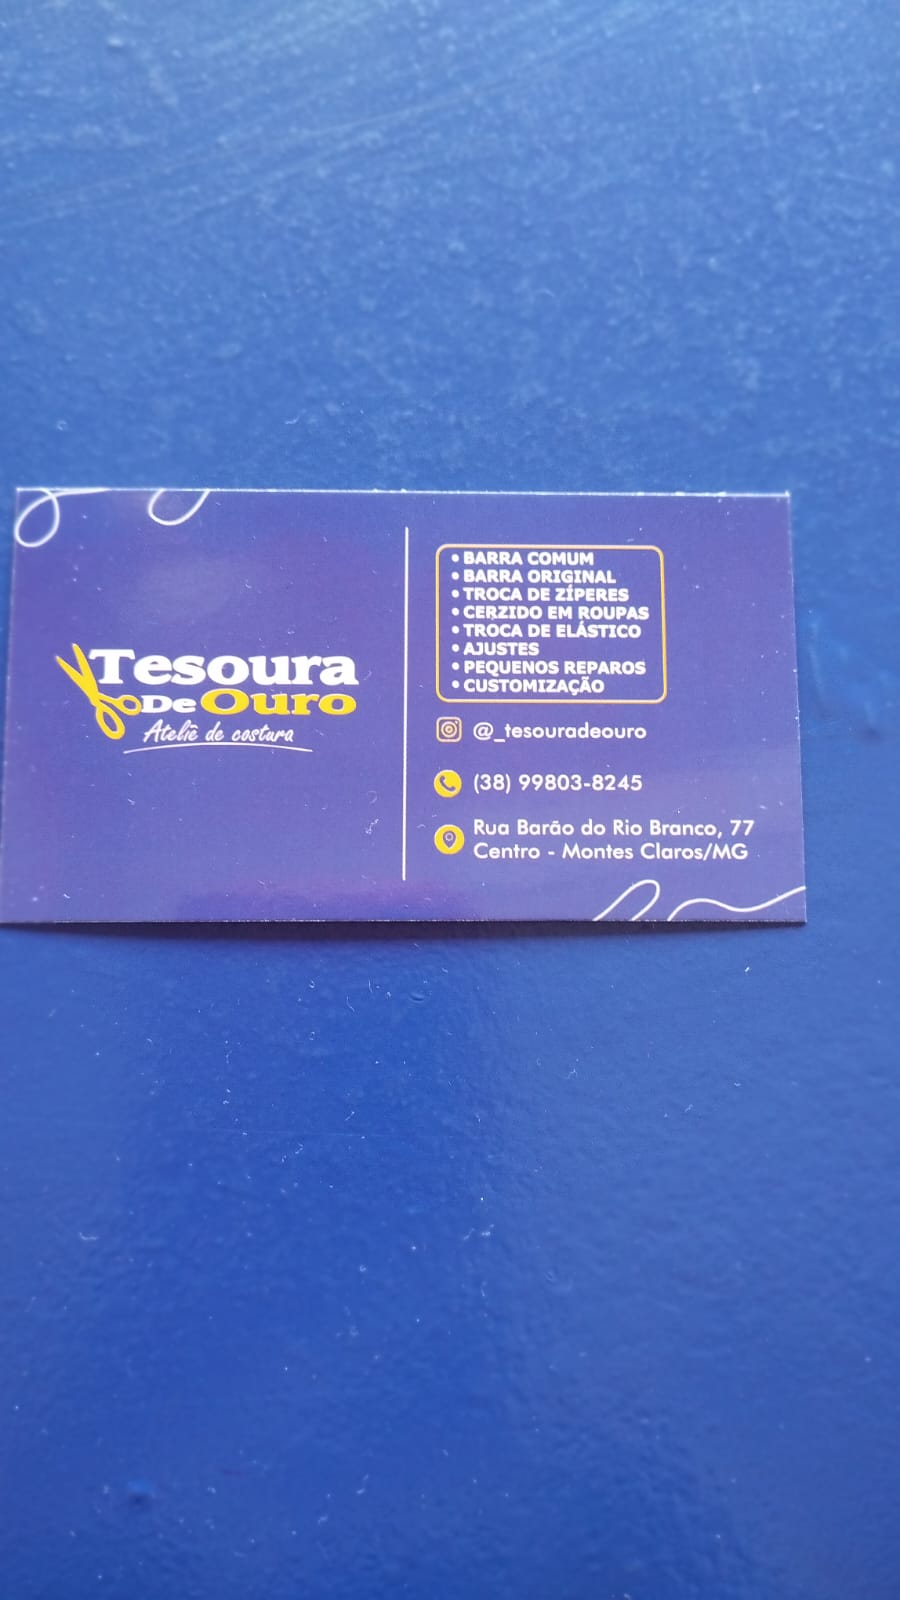 Tesoura
De Ouro
Ateliê de costura
• BARRA COMUM
• BARRA ORIGINAL
• TROCA DE ZÍPERES
• CERZIDO EM ROUPAS
• TROCA DE ELÁSTICO
• AJUSTES
• PEQUENOS REPAROS
• CUSTOMIZAÇÃO
@_tesouradeouro
(38) 99803-8245
Rua Barão do Rio Branco, 77
Centro - Montes Claros/MG